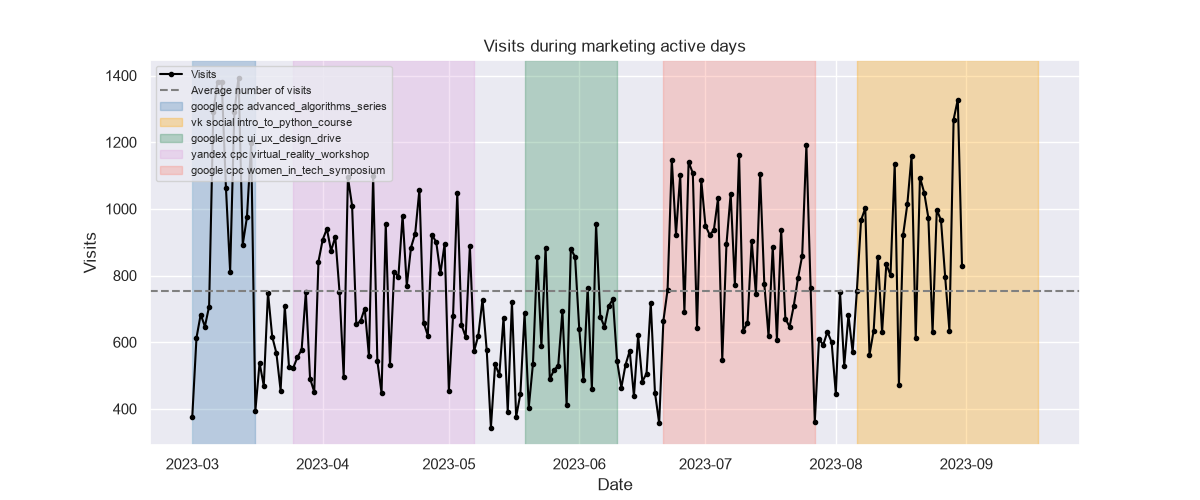 Visits during marketing active days
Visits
Average number of visits
google cpc advanced_algorithms_series
vk social intro_to_python_course
google cpc ui_ux_design_drive
yandex cpc virtual_reality_workshop
google cpc women_in_tech_symposium
1400
1200
1000
800
600
400
Visits
2023-03
2023-04
2023-05
2023-06
2023-07
2023-08
2023-09
Date